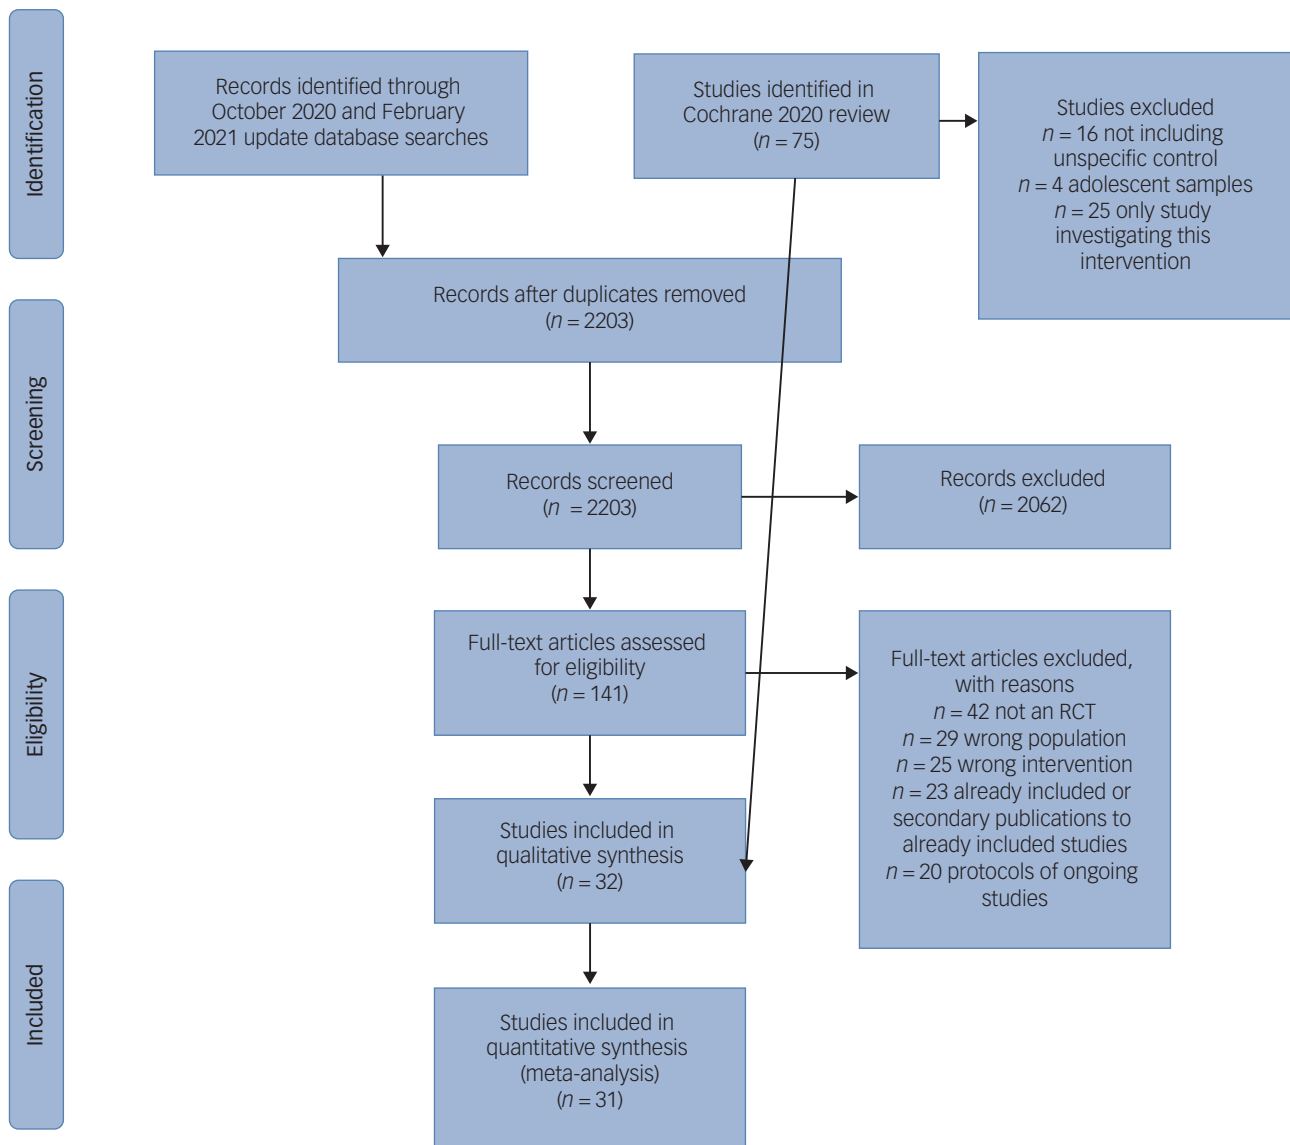 Identification
Records identified through
October 2020 and February
2021 update database searches
Studies identified in
Cochrane 2020 review
(n = 75)
Studies excluded
n = 16 not including
unspecific control
n = 4 adolescent samples
n = 25 only study
investigating this
intervention
Records after duplicates removed
(n = 2203)
Screening
Records screened
(n = 2203)
Records excluded
(n = 2062)
Eligibility
Full-text articles assessed
for eligibility
(n = 141)
Full-text articles excluded,
with reasons
n = 42 not an RCT
n = 29 wrong population
n = 25 wrong intervention
n = 23 already included or
secondary publications to
already included studies
n = 20 protocols of ongoing
studies
Studies included in
qualitative synthesis
(n = 32)
Included
Studies included in
quantitative synthesis
(meta-analysis)
(n = 31)